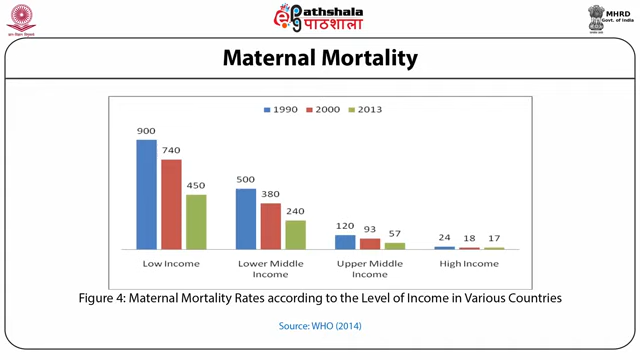 ePathshala
पाठशाला
MHRD
Govt. of India
Maternal Mortality
1990 2000 2013
900 740 450
500 380 240
120 93 57
24 18 17
Low Income
Lower Middle Income
Upper Middle Income
High Income
Figure 4: Maternal Mortality Rates according to the Level of Income in Various Countries
Source: WHO (2014)